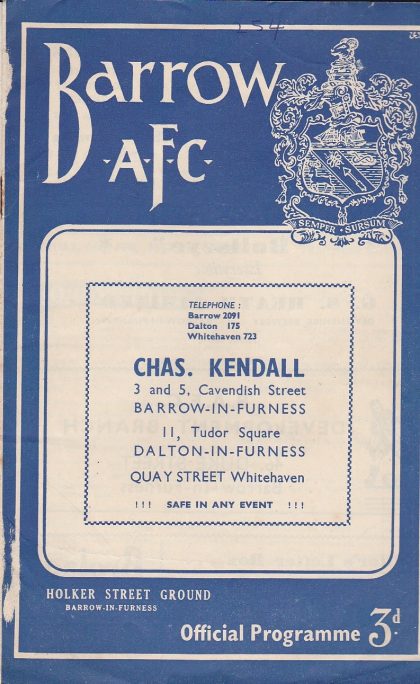 254
Barrow
A.F.C.
SEMPER SURSUM
TELEPHONE :
Barrow 2091
Dalton 175
Whitehaven 723
CHAS. KENDALL
3 and 5, Cavendish Street
BARROW-IN-FURNESS
11, Tudor Square
DALTON-IN-FURNESS
QUAY STREET Whitehaven
!!! SAFE IN ANY EVENT !!!
HOLKER STREET GROUND
BARROW-IN-FURNESS
Official Programme 3d.